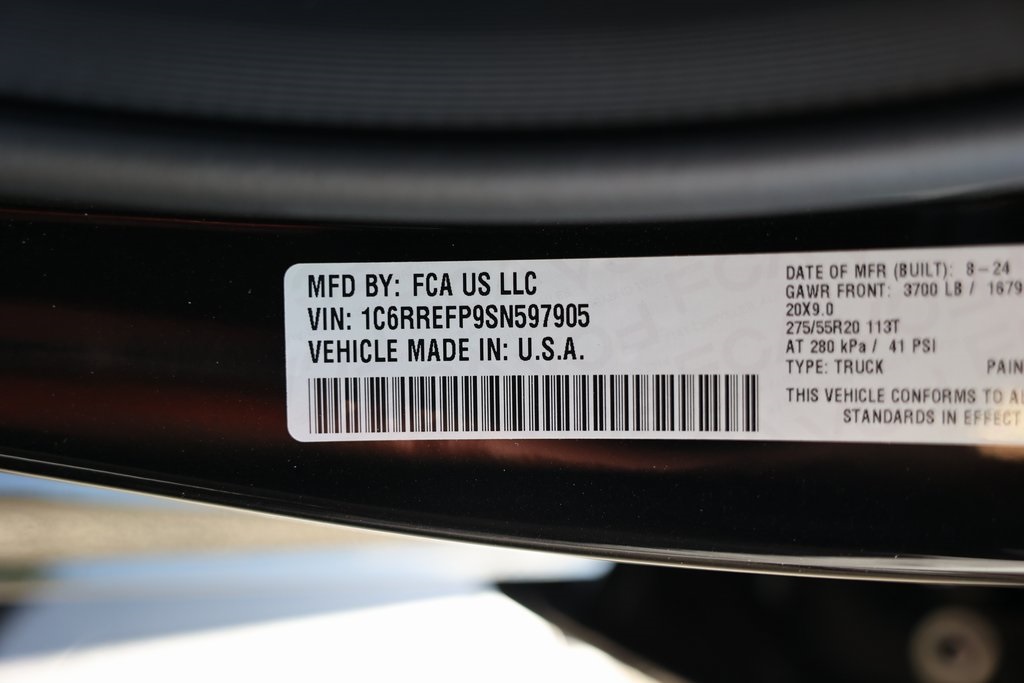 MFD BY: FCA US LLC
VIN: 1C6RREFP9SN597905
VEHICLE MADE IN: U.S.A.
DATE OF MFR (BUILT): 8-24
GAWR FRONT: 3700 LB / 1679
20X9.0
275/55R20 113T
AT 280 kPa / 41 PSI
TYPE: TRUCK PAIN
THIS VEHICLE CONFORMS TO
STANDARDS IN EFFECT